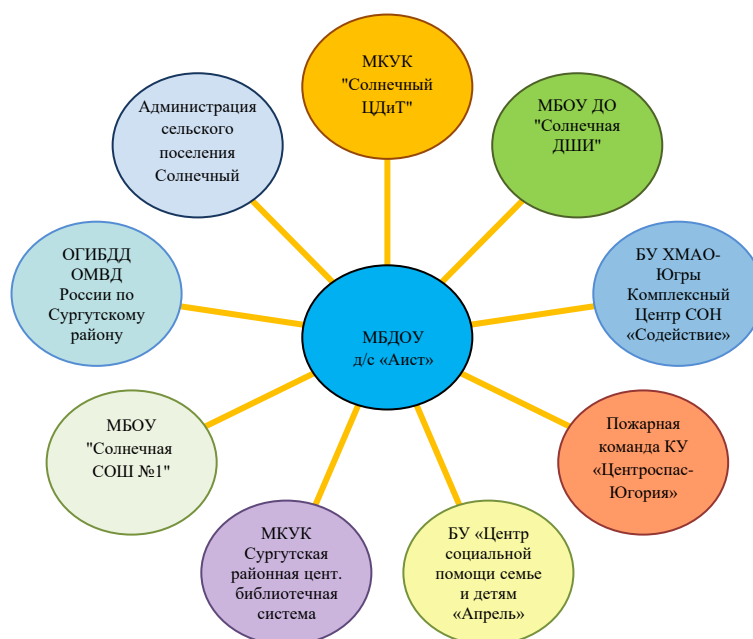 МКУК
"Солнечный
ЦДиТ"
МБОУ ДО
"Солнечная
ДШИ"
БУ ХМАО-
Югры
Комплексный
Центр СОН
«Содействие»
Пожарная
команда КУ
«Центроспас-
Югория»
БУ «Центр
социальной
помощи семье
и детям
«Апрель»
МКУК
Сургутская
районная цент.
библиотечная
система
МБОУ
"Солнечная
СОШ №1"
ОГИБДД
ОМВД
России по
Сургутскому
району
Администрация
сельского
поселения
Солнечный
МБДОУ
д/с «Аист»